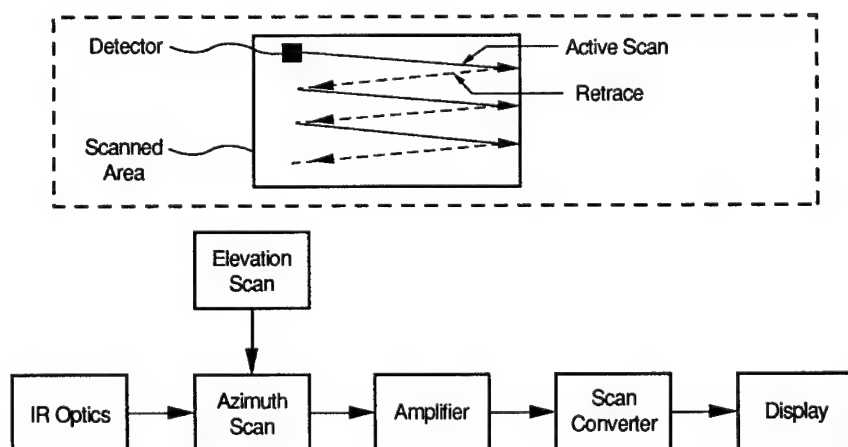 Detector
Active Scan
Retrace
Scanned
Area
Elevation
Scan
IR Optics
Azimuth
Scan
Amplifier
Scan
Converter
Display